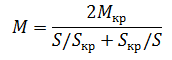 M = 2Mкр / (S/Sкр + Sкр/S)